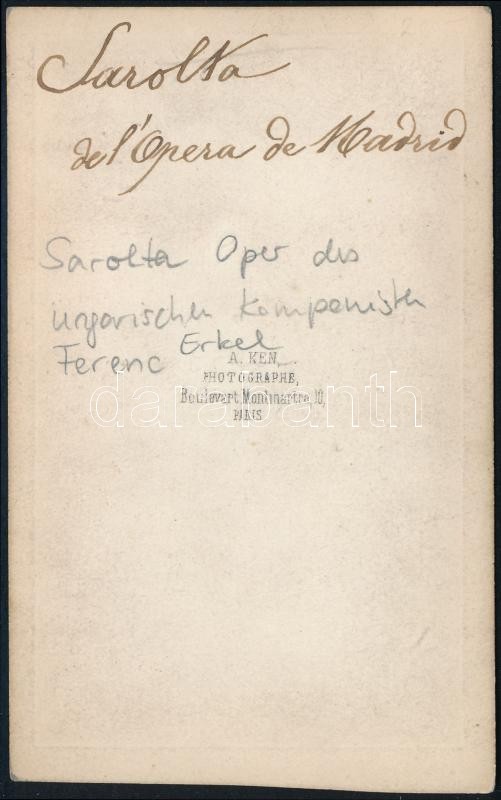 Sarolta
de l'Opera de Madrid
Sarolta Oper des
ungarischen Komponisten
Ferenc Erkel
A. KEN
PHOTOGRAPHE,
Boulevart Montmartre, 10,
PARIS
darabanth